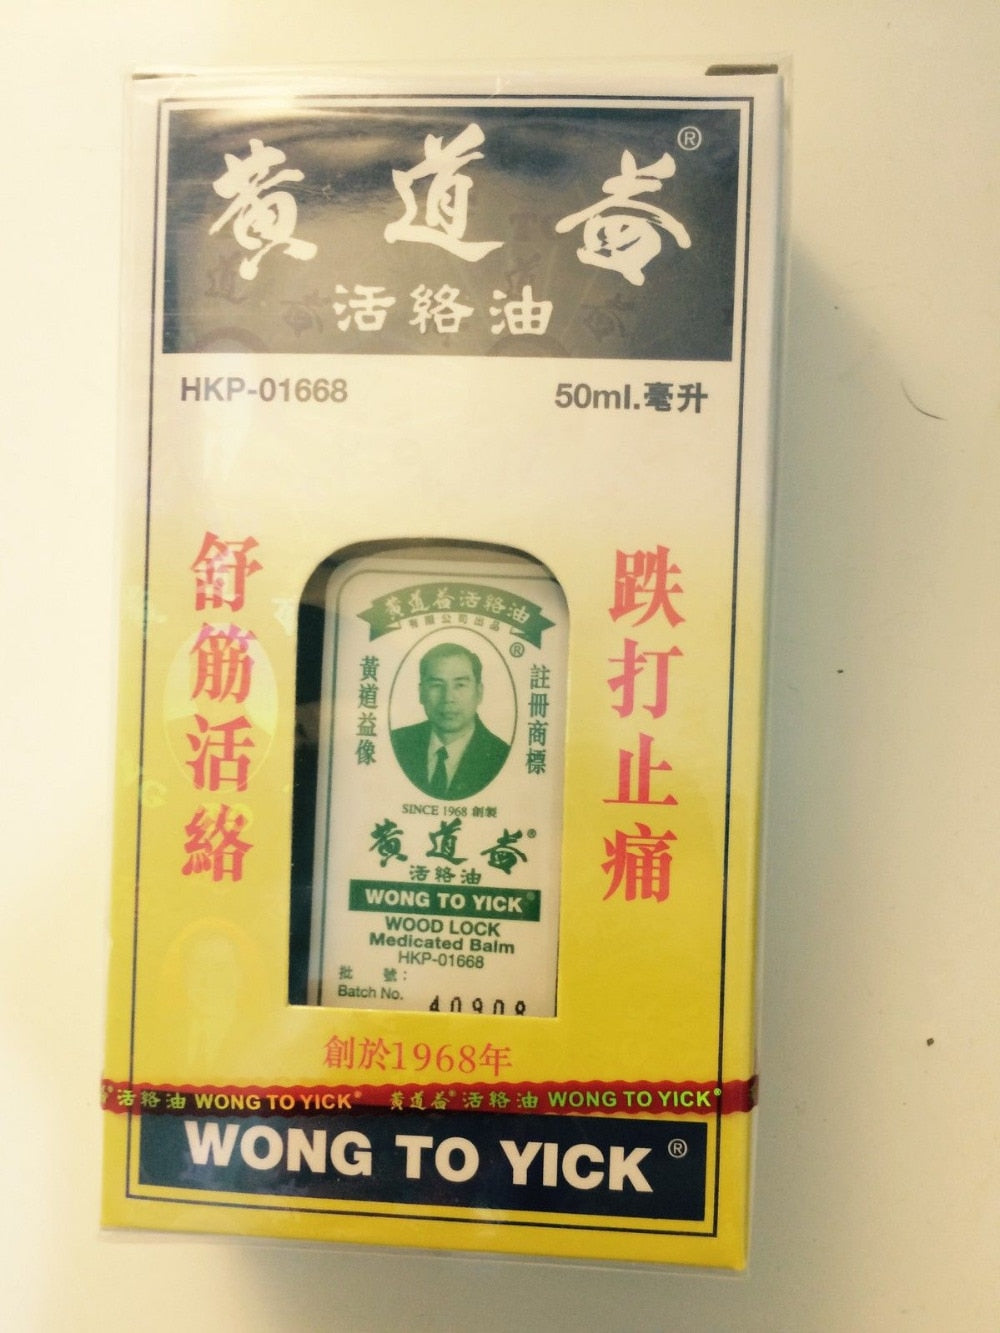 黃道益®
活絡油
HKP-01668
50ml.毫升
舒筋活絡
跌打止痛
黃道益活絡油
有限公司出品
®
黃道益像
註冊商標
SINCE 1968 創製
黃道益®
活絡油
WONG TO YICK®
WOOD LOCK
Medicated Balm
HKP-01668
批 號：
Batch No. 40908
創於1968年
活絡油 WONG TO YICK® 黃道益® 活絡油 WONG TO YICK®
WONG TO YICK®